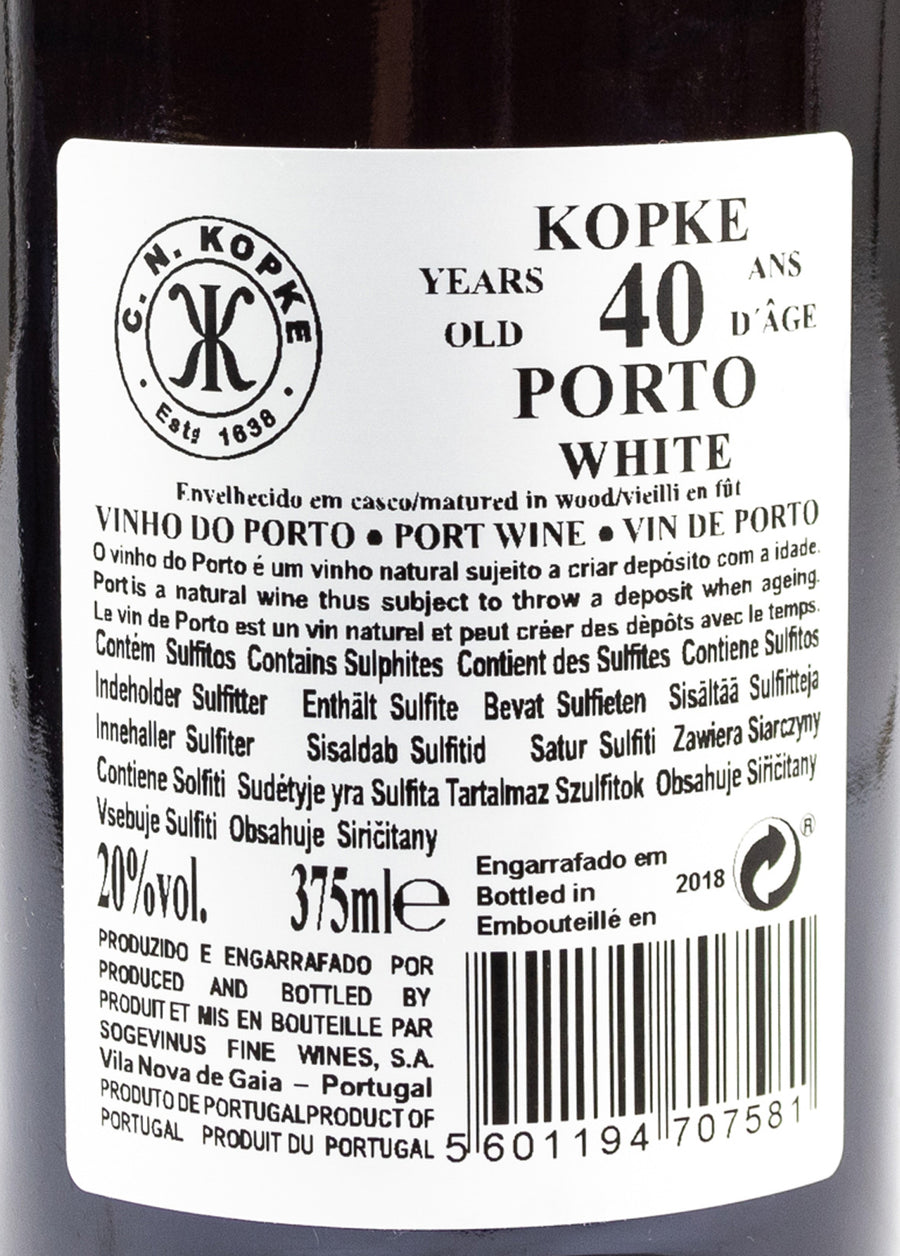 C. N. KOPKE
Estd 1638
KOPKE
YEARS OLD 40 ANS D´ÂGE
PORTO
WHITE
Envelhecido em casco/matured in wood/vieilli en fût
VINHO DO PORTO • PORT WINE • VIN DE PORTO
O vinho do Porto é um vinho natural sujeito a criar depósito com a idade.
Port is a natural wine thus subject to throw a deposit when ageing.
Le vin de Porto est un vin naturel et peut créer des dèpôts avec le temps.
Contém Sulfitos Contains Sulphites Contient des Sulfites Contiene Sulfitos
Indeholder Sulfitter Enthält Sulfite Bevat Sulfieten Sisältää Sulfiitteja
Innehaller Sulfiter Sisaldab Sulfitid Satur Sulfiti Zawiera Siarczyny
Contiene Solfiti Sudétyje yra Sulfita Tartalmaz Szulfitok Obsahuje Siřičitany
Vsebuje Sulfiti Obsahuje Siričitany
20%vol. 375ml℮
Engarrafado em
Bottled in
Embouteillé en
2018
®
PRODUZIDO E ENGARRAFADO POR
PRODUCED AND BOTTLED BY
PRODUIT ET MIS EN BOUTEILLE PAR
SOGEVINUS FINE WINES, S.A.
Vila Nova de Gaia – Portugal
PRODUTO DE PORTUGAL PRODUCT OF
PORTUGAL PRODUIT DU PORTUGAL
5 601194 707581